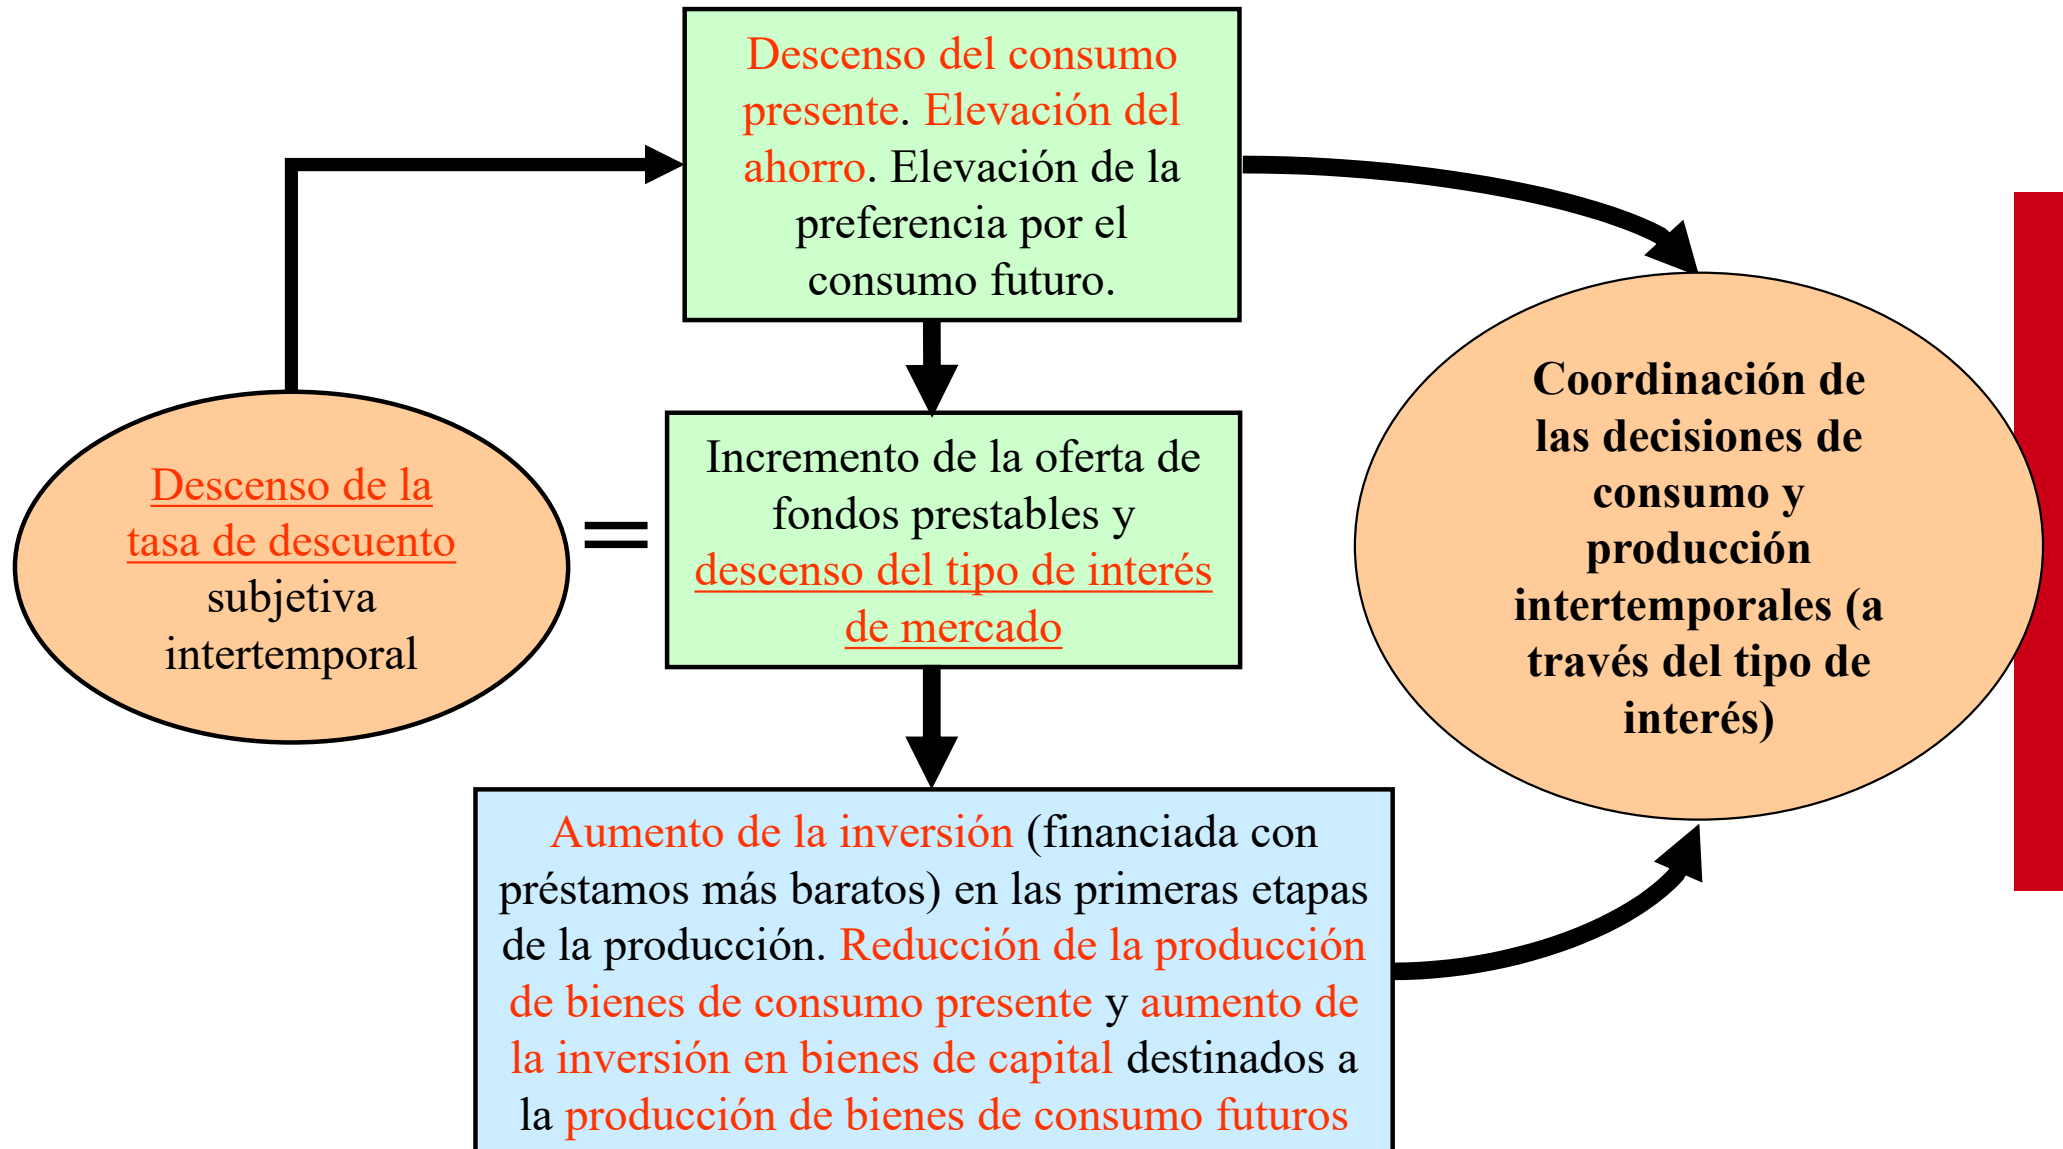 Descenso del consumo
presente. Elevación del
ahorro. Elevación de la
preferencia por el
consumo futuro.
Descenso de la
tasa de descuento
subjetiva
intertemporal
=
Incremento de la oferta de
fondos prestables y
descenso del tipo de interés
de mercado
Coordinación de
las decisiones de
consumo y
producción
intertemporales (a
través del tipo de
interés)
Aumento de la inversión (financiada con
préstamos más baratos) en las primeras etapas
de la producción. Reducción de la producción
de bienes de consumo presente y aumento de
la inversión en bienes de capital destinados a
la producción de bienes de consumo futuros